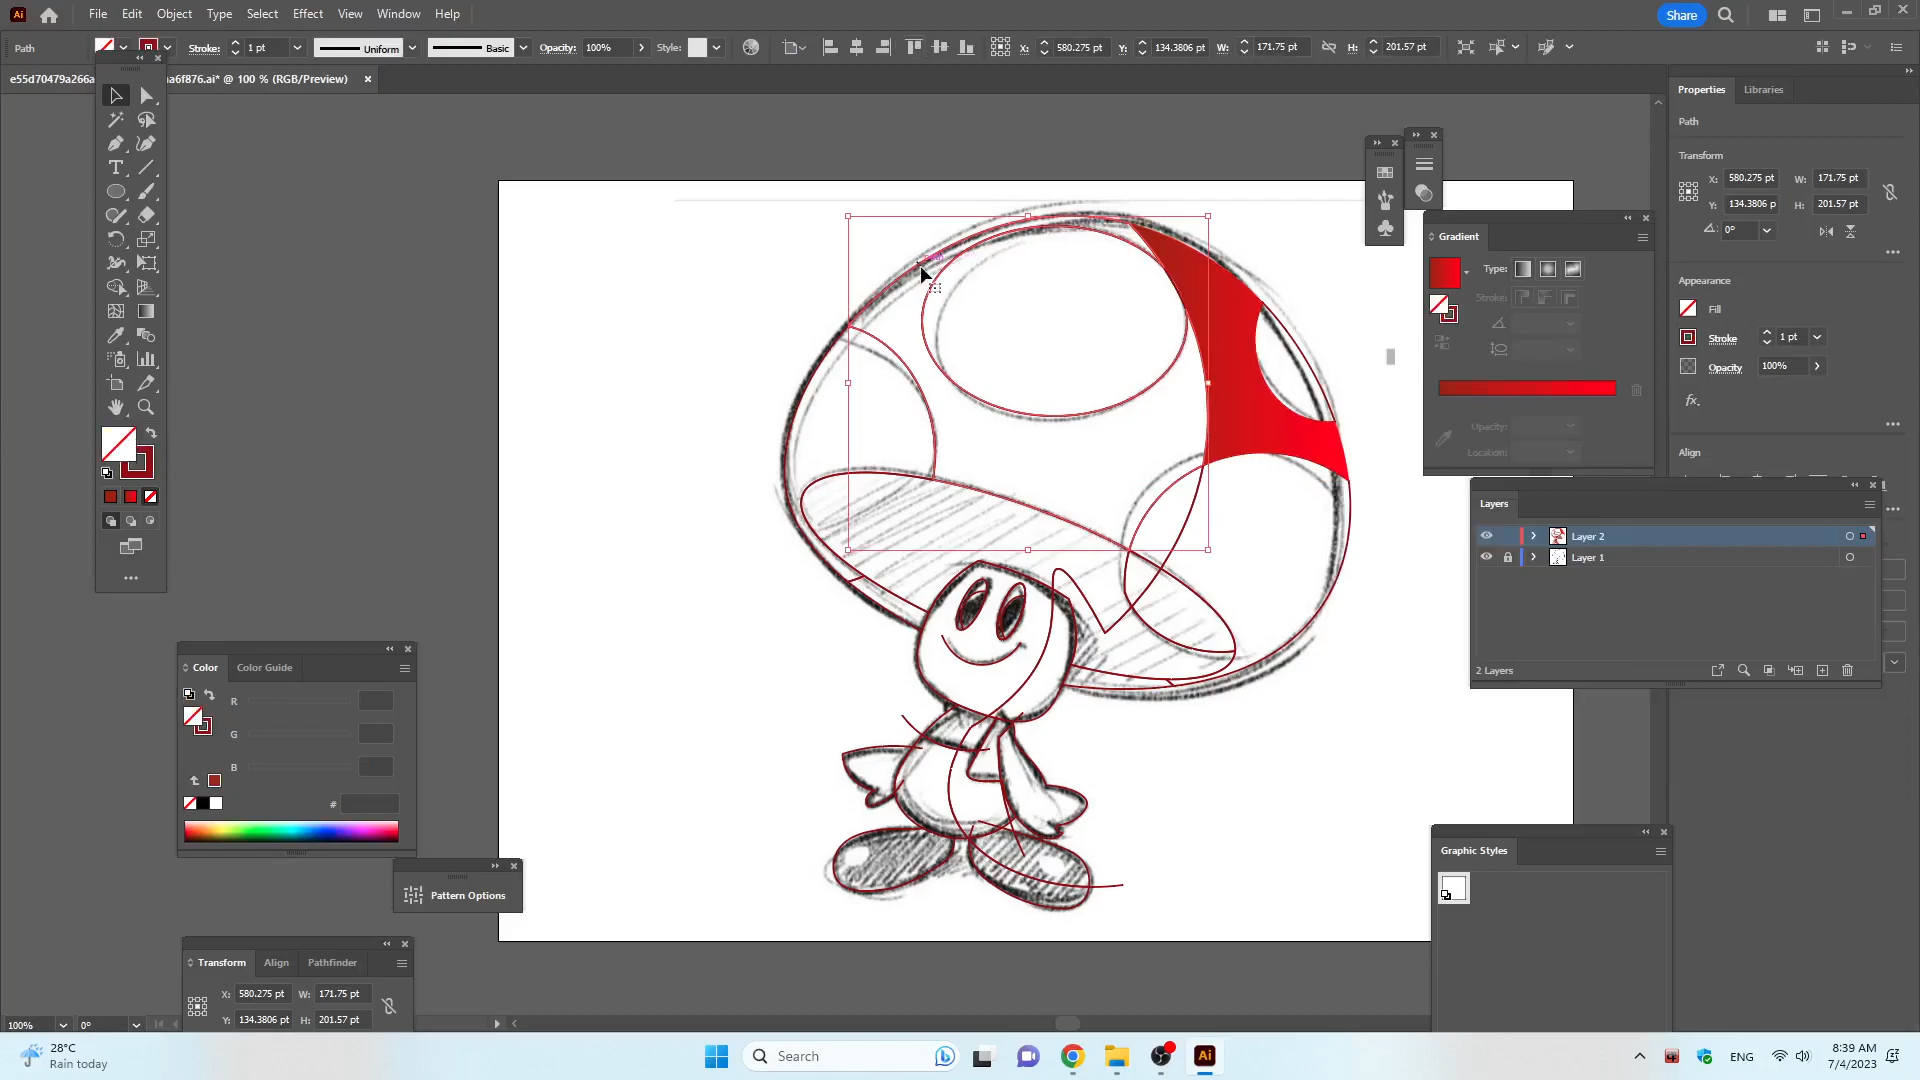 Ai File Edit Object Type Select Effect View Window Help Share
Path Stroke: 1 pt Uniform Basic Opacity: 100% Style: X: 580.275 pt Y: 134.3806 pt W: 171.75 pt H: 201.57 pt
e55d70479a266a a6f876.ai* @ 100 % (RGB/Preview)
Properties Libraries
Path
Transform
X: 580.275 pt W: 171.75 pt
Y: 134.3806 p H: 201.57 pt
0°
Appearance
Fill
Stroke 1 pt
Opacity 100%
fx.
Align
Gradient
Type:
Stroke:
Opacity:
Location:
Layers
Layer 2
Layer 1
2 Layers
Color Color Guide
R
G
B
#
Pattern Options
Graphic Styles
Transform Align Pathfinder
X: 580.275 pt W: 171.75 pt
Y: 134.3806 pt H: 201.57 pt
100% 0°
28°C
Rain today
Search
Ai
ENG
8:39 AM
7/4/2023